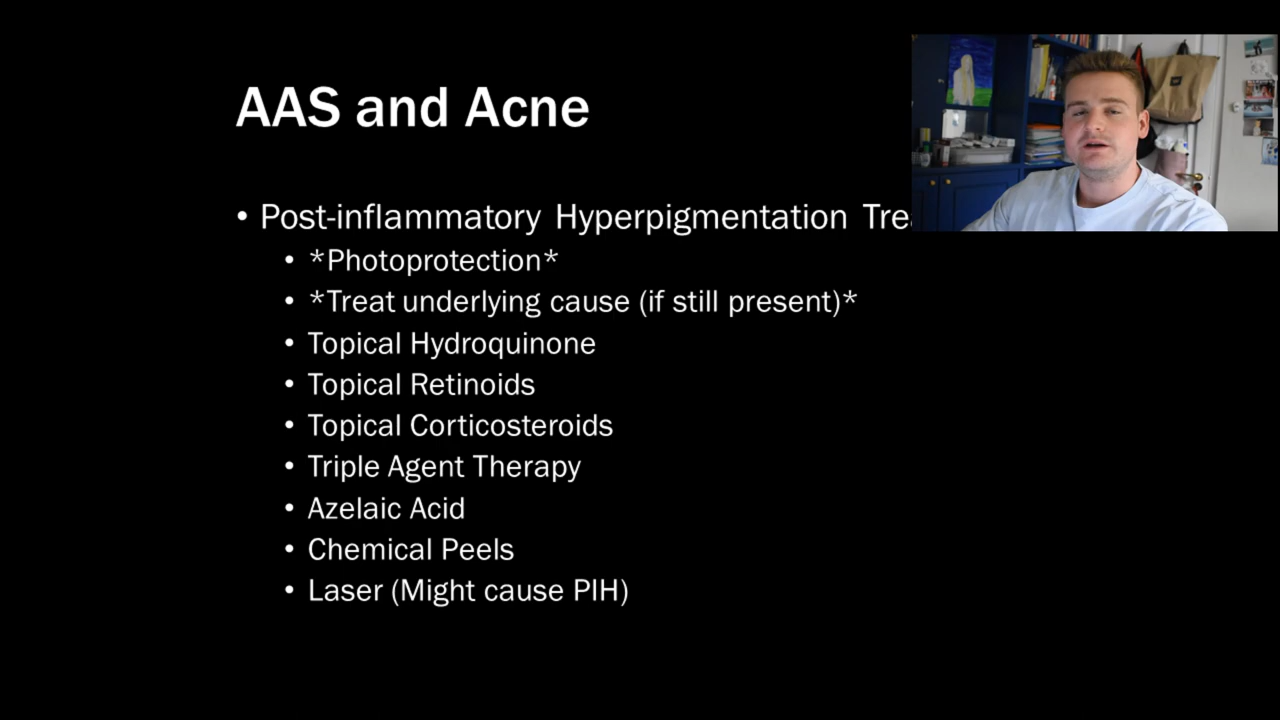 AAS and Acne
• Post-inflammatory Hyperpigmentation
• *Photoprotection*
• *Treat underlying cause (if still present)*
• Topical Hydroquinone
• Topical Retinoids
• Topical Corticosteroids
• Triple Agent Therapy
• Azelaic Acid
• Chemical Peels
• Laser (Might cause PIH)